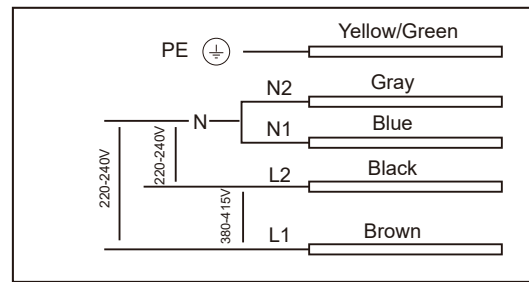 Yellow/Green
PE
N2 Gray
N
N1 Blue
220-240V
220-240V
L2 Black
380-415V
L1 Brown